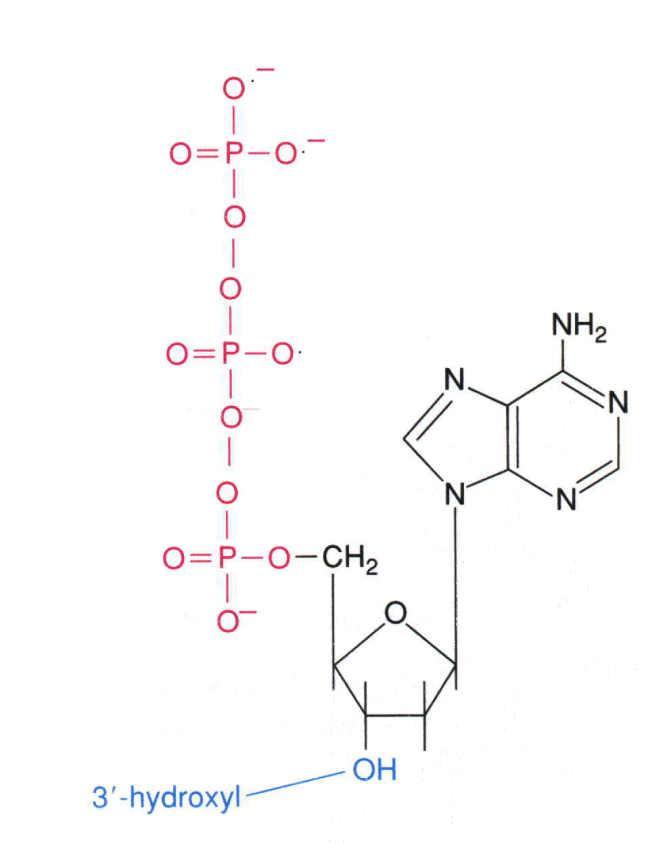 O·−
O=P−O·−
O
O
NH₂
O=P−O·
N
N
O−
O
N
N
O=P−O−CH₂
O
O−
OH
3′-hydroxyl